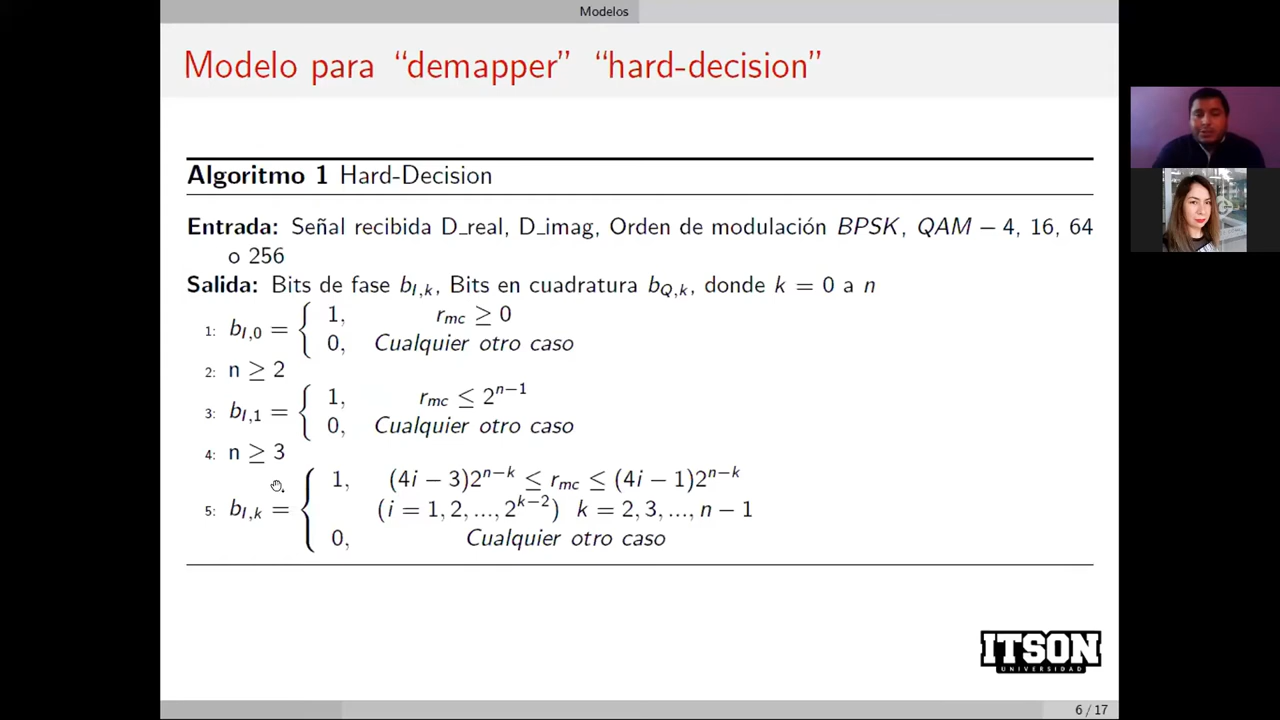 Modelos
Modelo para “demapper” “hard-decision”
Algoritmo 1 Hard-Decision
Entrada: Señal recibida D_real, D_imag, Orden de modulación BPSK, QAM − 4, 16, 64
o 256
Salida: Bits de fase b_{I,k}, Bits en cuadratura b_{Q,k}, donde k = 0 a n
1: b_{I,0} = { 1, r_{mc} ≥ 0
0, Cualquier otro caso
2: n ≥ 2
3: b_{I,1} = { 1, r_{mc} ≤ 2^{n−1}
0, Cualquier otro caso
4: n ≥ 3
5: b_{I,k} = { 1, (4i − 3)2^{n−k} ≤ r_{mc} ≤ (4i − 1)2^{n−k}
(i = 1, 2, ..., 2^{k−2}) k = 2, 3, ..., n − 1
0, Cualquier otro caso
ITSON
UNIVERSIDAD
6 / 17